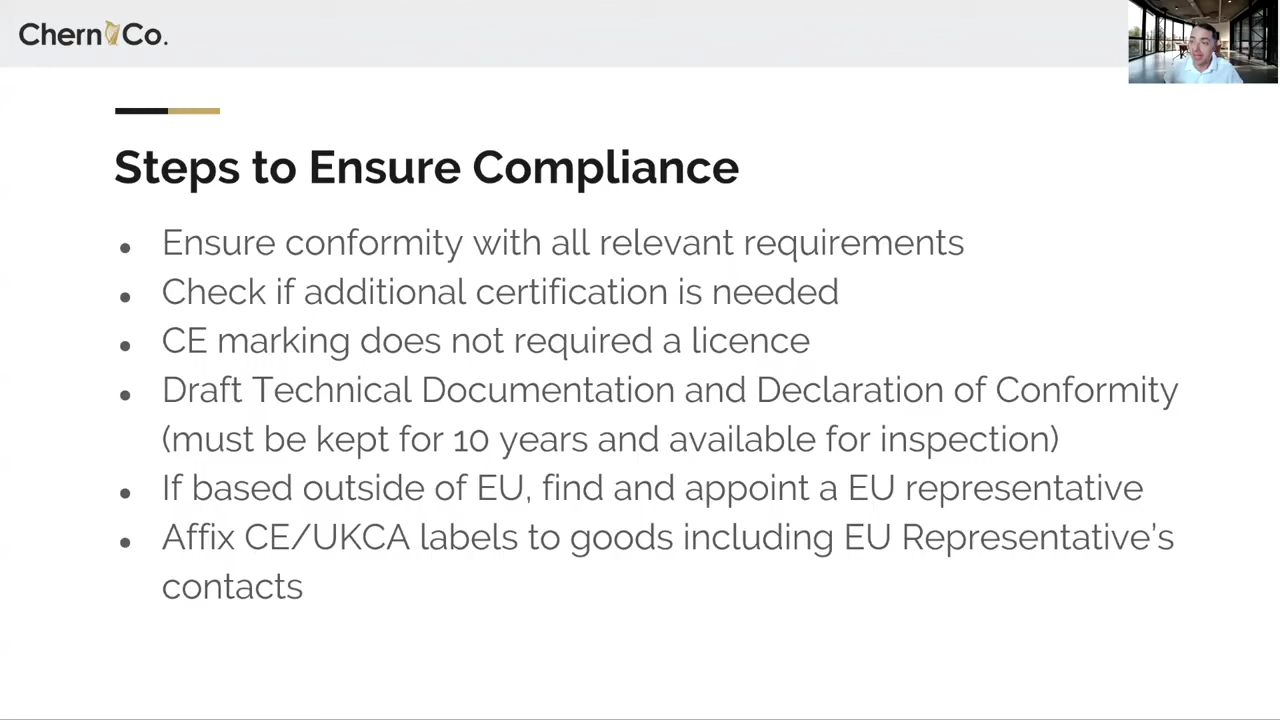 Chern Co.
Steps to Ensure Compliance
● Ensure conformity with all relevant requirements
● Check if additional certification is needed
● CE marking does not required a licence
● Draft Technical Documentation and Declaration of Conformity
(must be kept for 10 years and available for inspection)
● If based outside of EU, find and appoint a EU representative
● Affix CE/UKCA labels to goods including EU Representative’s
contacts